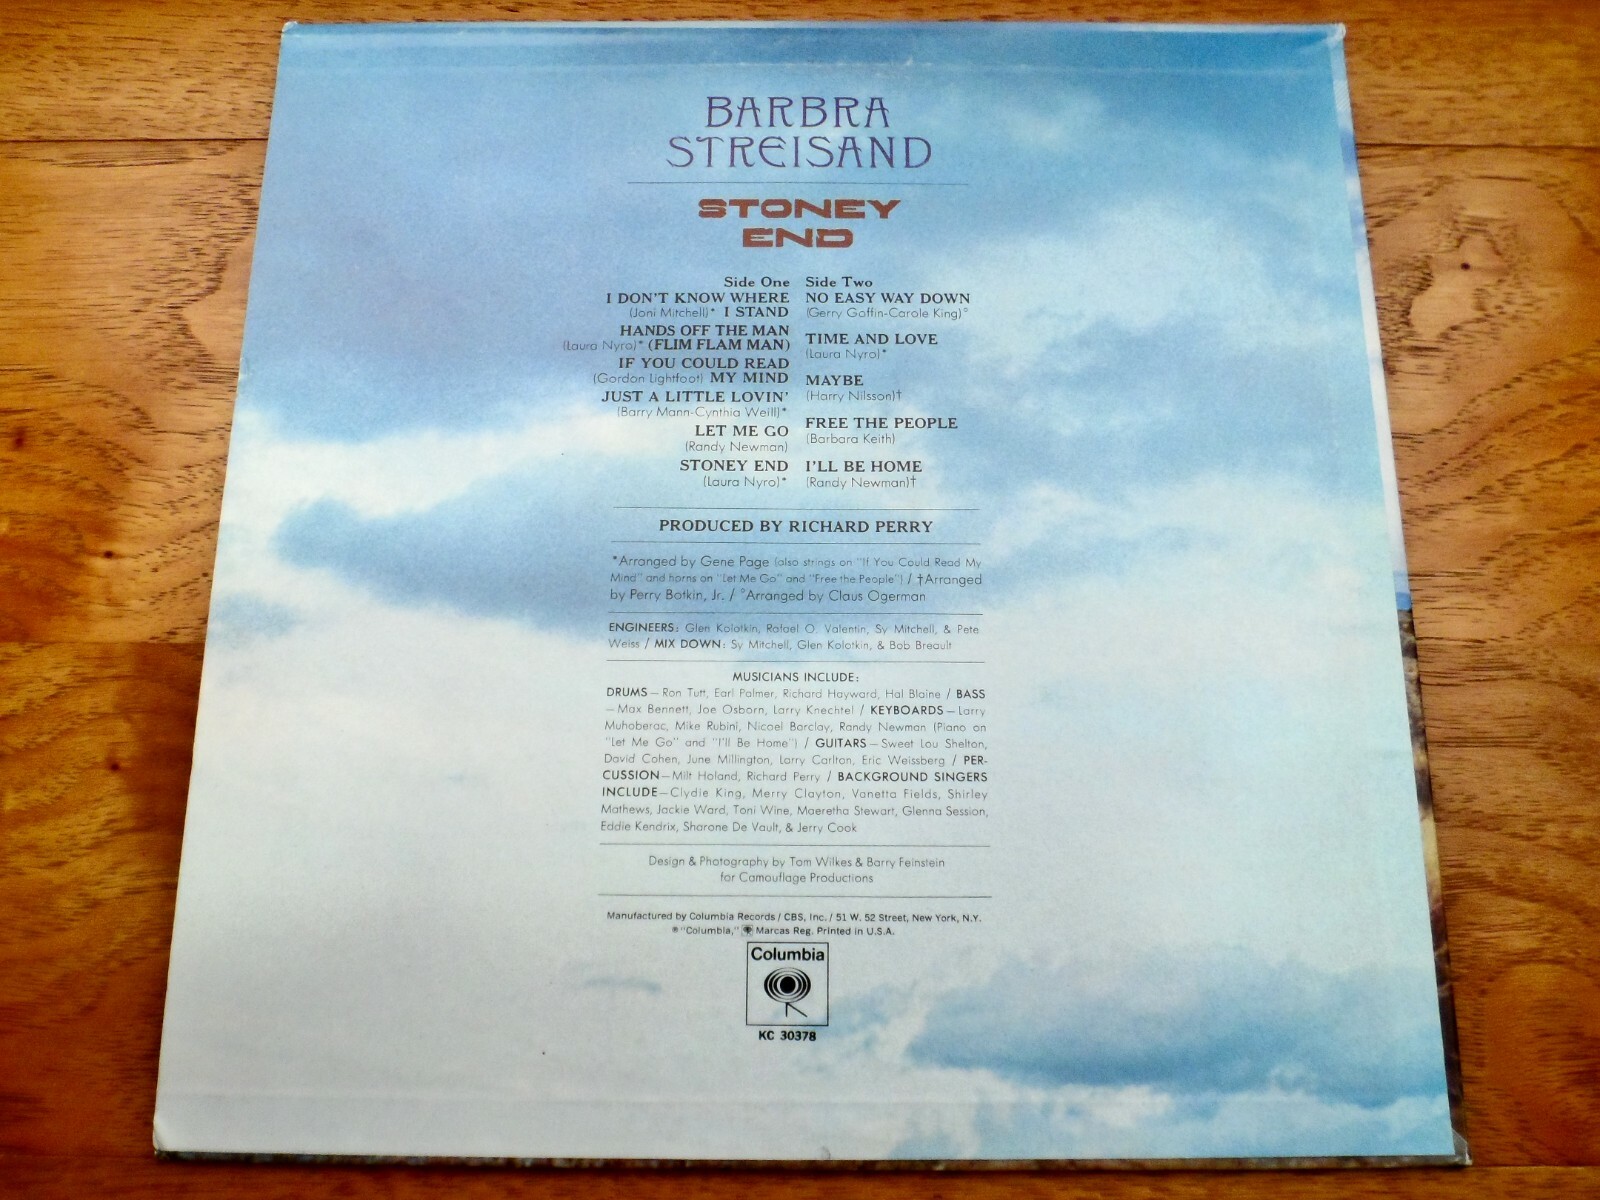 BARBRA
STREISAND
STONEY
END
Side One
I DON'T KNOW WHERE
(Joni Mitchell)* I STAND
HANDS OFF THE MAN
(Laura Nyro)* (FLIM FLAM MAN)
IF YOU COULD READ
(Gordon Lightfoot) MY MIND
JUST A LITTLE LOVIN'
(Barry Mann-Cynthia Weill)*
LET ME GO
(Randy Newman)
STONEY END
(Laura Nyro)*
Side Two
NO EASY WAY DOWN
(Gerry Goffin-Carole King)°
TIME AND LOVE
(Laura Nyro)*
MAYBE
(Harry Nilsson)†
FREE THE PEOPLE
(Barbara Keith)
I'LL BE HOME
(Randy Newman)†
PRODUCED BY RICHARD PERRY
*Arranged by Gene Page (also strings on "If You Could Read My
Mind" and horns on "Let Me Go" and "Free the People") / †Arranged
by Perry Botkin, Jr. / °Arranged by Claus Ogerman
ENGINEERS: Glen Kolotkin, Rafael O. Valentin, Sy Mitchell, & Pete
Weiss / MIX DOWN: Sy Mitchell, Glen Kolotkin, & Bob Breault
MUSICIANS INCLUDE:
DRUMS—Ron Tutt, Earl Palmer, Richard Hayward, Hal Blaine / BASS
—Max Bennett, Joe Osborn, Larry Knechtel / KEYBOARDS—Larry
Muhoberac, Mike Rubini, Nicoel Barclay, Randy Newman (Piano on
"Let Me Go" and "I'll Be Home") / GUITARS—Sweet Lou Shelton,
David Cohen, June Millington, Larry Carlton, Eric Weissberg / PER-
CUSSION—Milt Holand, Richard Perry / BACKGROUND SINGERS
INCLUDE—Clydie King, Merry Clayton, Vanetta Fields, Shirley
Mathews, Jackie Ward, Toni Wine, Maeretha Stewart, Glenna Session,
Eddie Kendrix, Sharone De Vault, & Jerry Cook
Design & Photography by Tom Wilkes & Barry Feinstein
for Camouflage Productions
Manufactured by Columbia Records / CBS, Inc. / 51 W. 52 Street, New York, N.Y.
® "Columbia," Marcas Reg. Printed in U.S.A.
Columbia
KC 30378